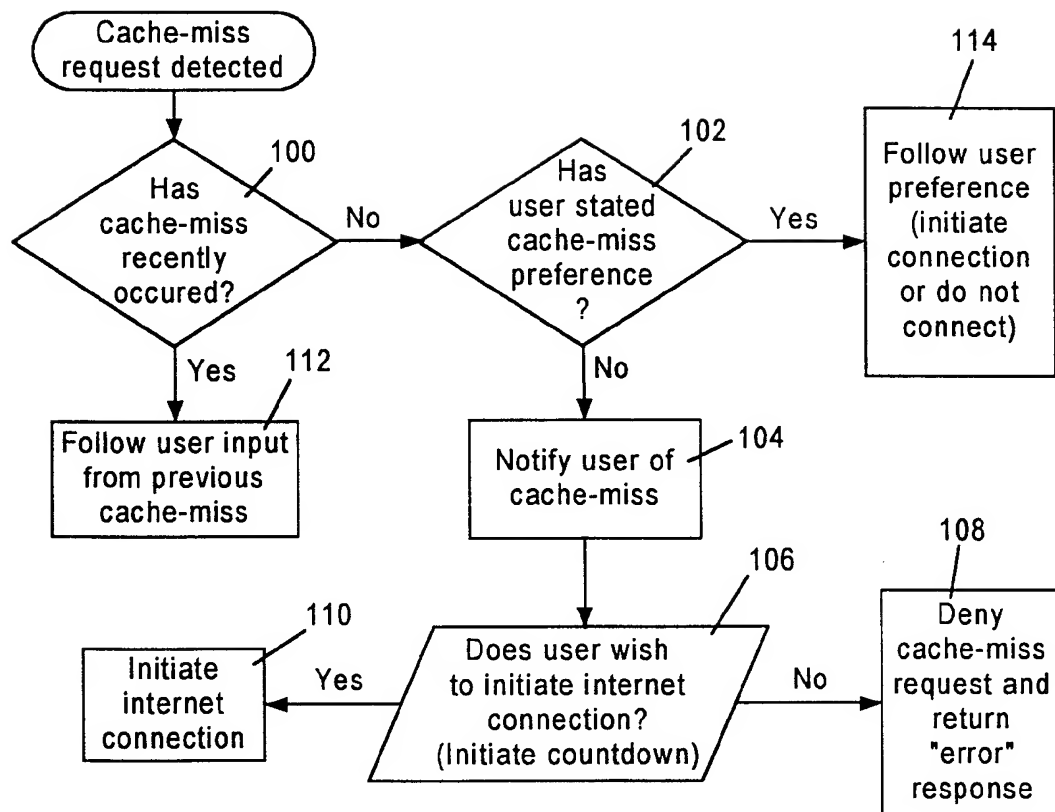 Cache-miss
request detected
100
Has
cache-miss
recently
occured?
No
Yes
112
Follow user input
from previous
cache-miss
102
Has
user stated
cache-miss
preference
?
Yes
No
114
Follow user
preference
(initiate
connection
or do not
connect)
104
Notify user of
cache-miss
106
Does user wish
to initiate internet
connection?
(Initiate countdown)
Yes
No
110
Initiate
internet
connection
108
Deny
cache-miss
request and
return
"error"
response